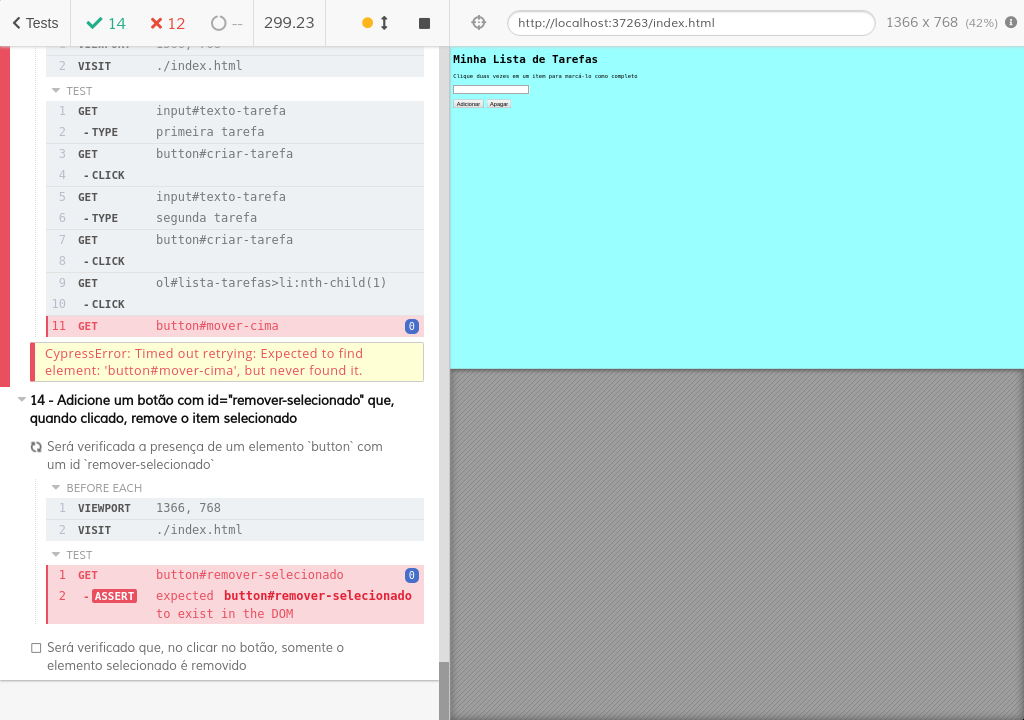 Tests
14
12
--
299.23
http://localhost:37263/index.html
1366 x 768 (42%)
1 VIEWPORT 1366, 768
2 VISIT ./index.html
TEST
1 GET input#texto-tarefa
2 - TYPE primeira tarefa
3 GET button#criar-tarefa
4 - CLICK
5 GET input#texto-tarefa
6 - TYPE segunda tarefa
7 GET button#criar-tarefa
8 - CLICK
9 GET ol#lista-tarefas>li:nth-child(1)
10 - CLICK
11 GET button#mover-cima 0
CypressError: Timed out retrying: Expected to find
element: 'button#mover-cima', but never found it.
14 - Adicione um botão com id="remover-selecionado" que,
quando clicado, remove o item selecionado
Será verificada a presença de um elemento `button` com
um id `remover-selecionado`
BEFORE EACH
1 VIEWPORT 1366, 768
2 VISIT ./index.html
TEST
1 GET button#remover-selecionado 0
2 - ASSERT expected button#remover-selecionado
to exist in the DOM
Será verificado que, no clicar no botão, somente o
elemento selecionado é removido
Minha Lista de Tarefas
Clique duas vezes em um item para marcá-lo como completo
Adicionar Apagar